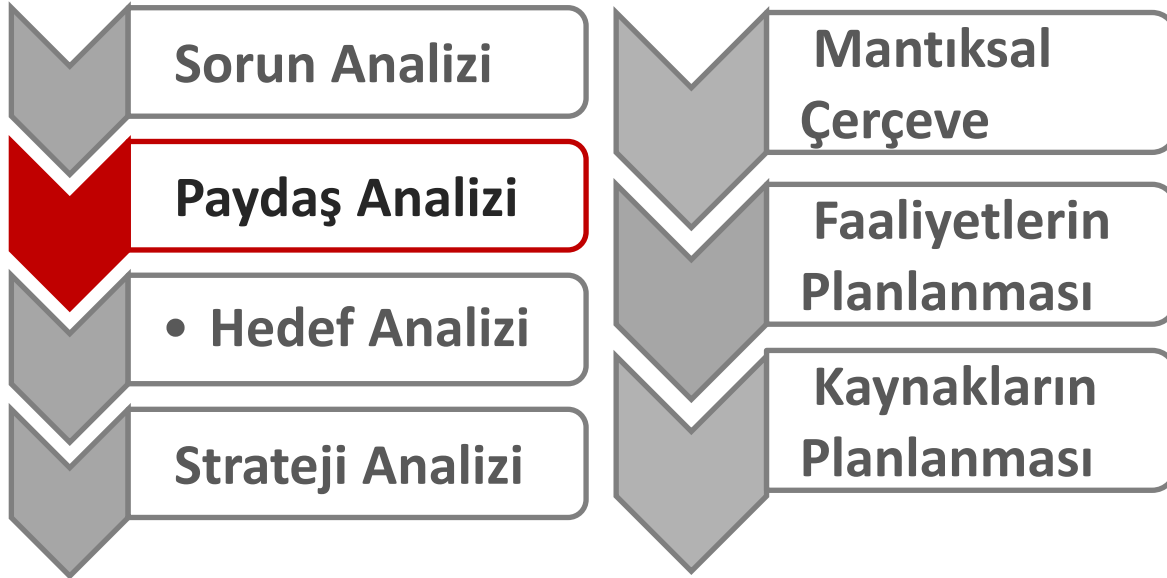 Sorun Analizi
Paydaş Analizi
• Hedef Analizi
Strateji Analizi
Mantıksal
Çerçeve
Faaliyetlerin
Planlanması
Kaynakların
Planlanması